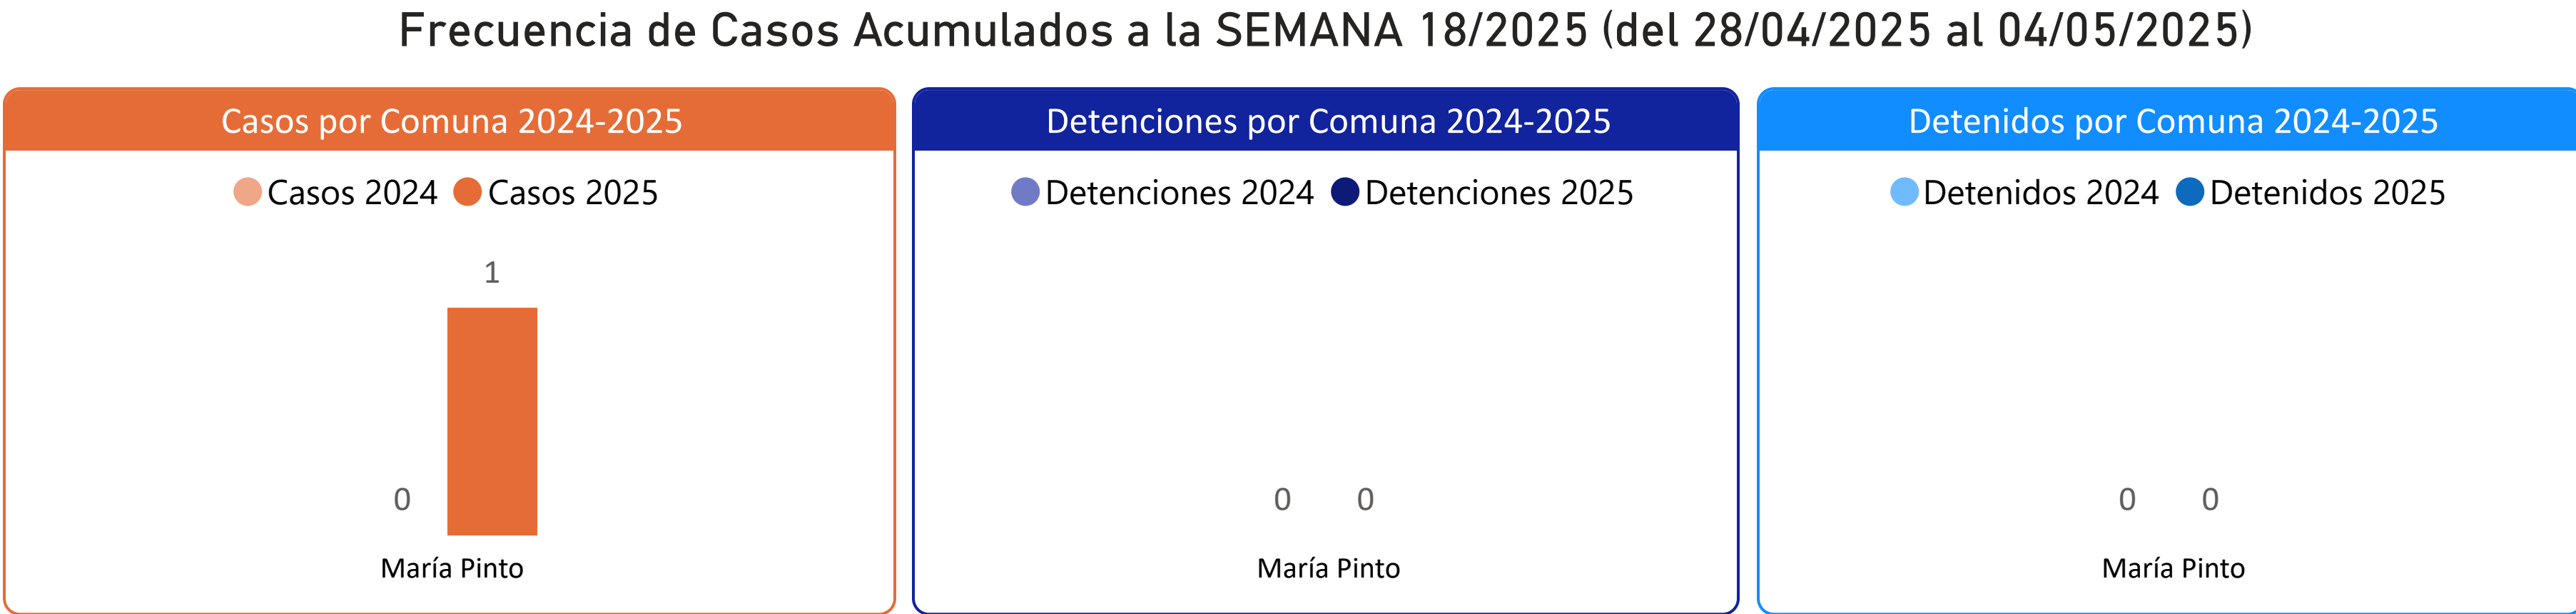 Frecuencia de Casos Acumulados a la SEMANA 18/2025 (del 28/04/2025 al 04/05/2025)
Casos por Comuna 2024-2025
Casos 2024 Casos 2025
1
0
María Pinto
Detenciones por Comuna 2024-2025
Detenciones 2024 Detenciones 2025
0 0
María Pinto
Detenidos por Comuna 2024-2025
Detenidos 2024 Detenidos 2025
0 0
María Pinto